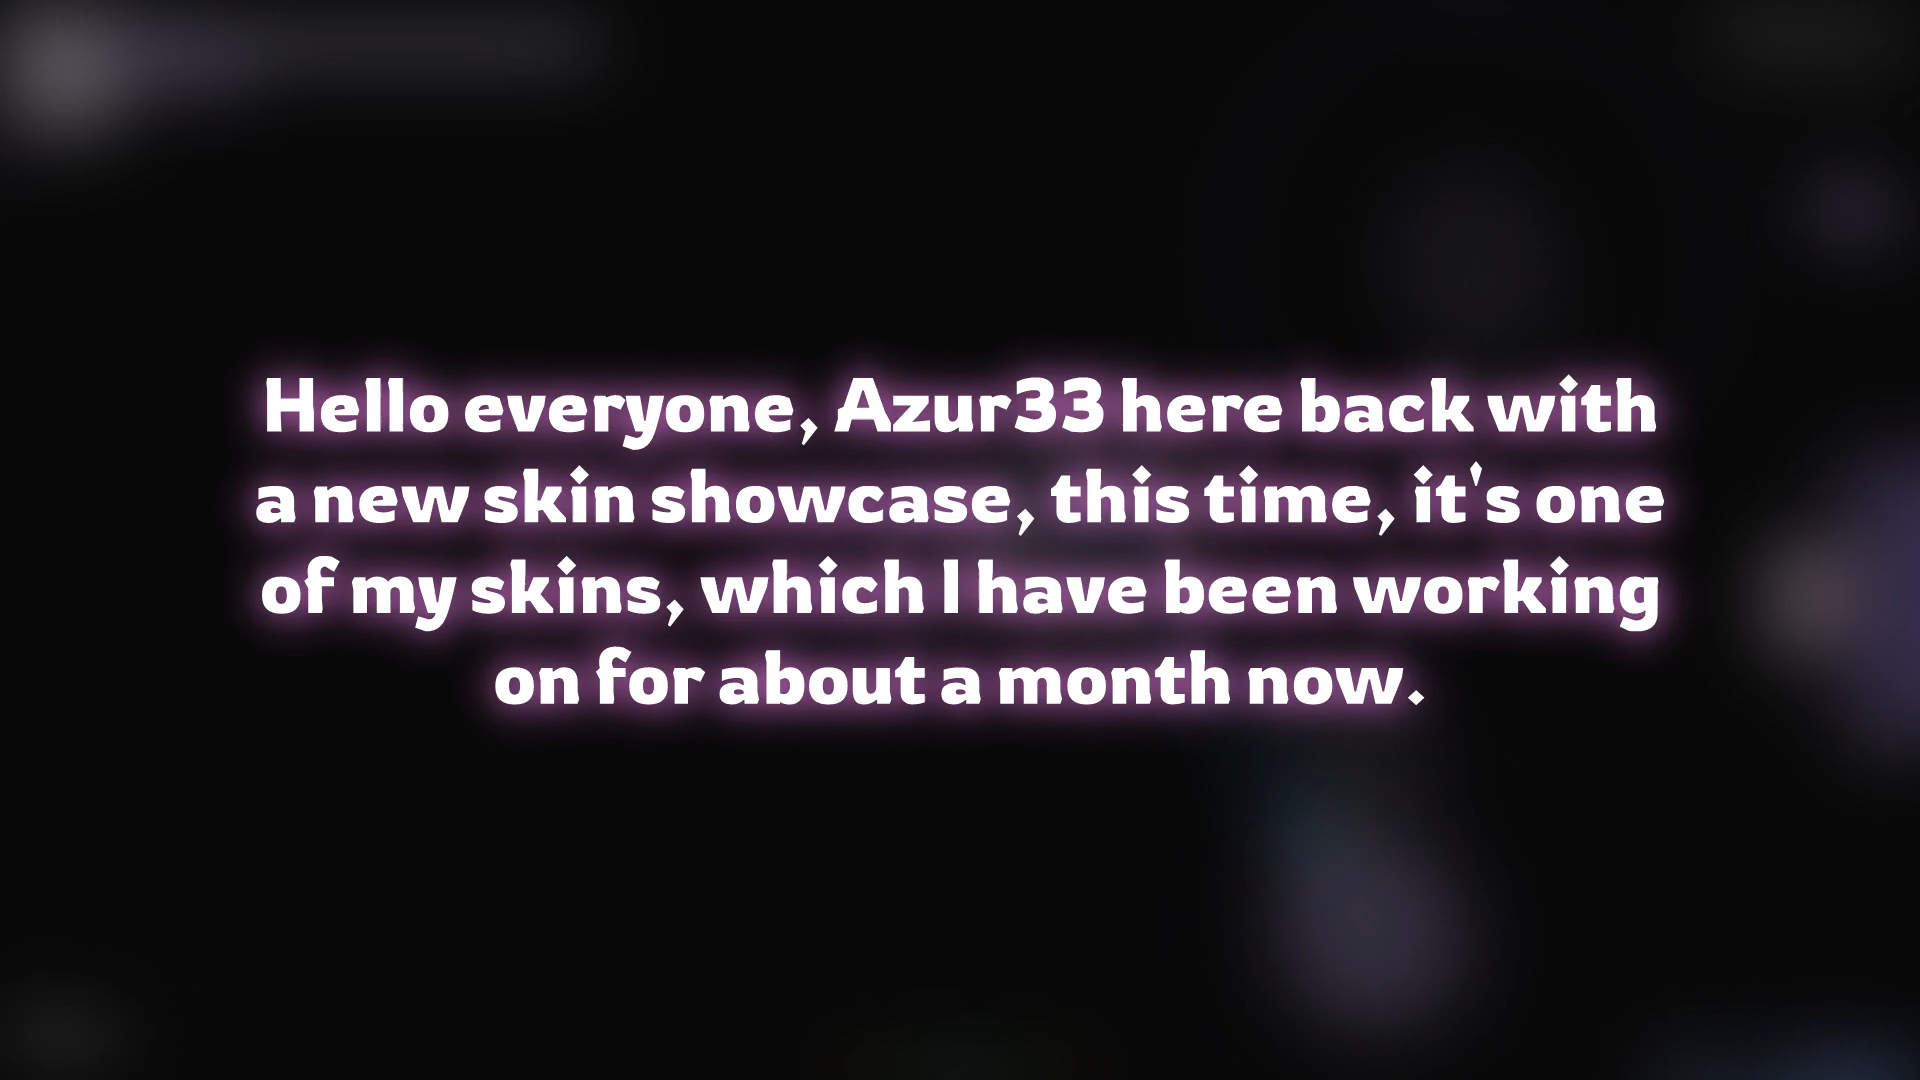 Hello everyone, Azur33 here back with
a new skin showcase, this time, it's one
of my skins, which I have been working
on for about a month now.